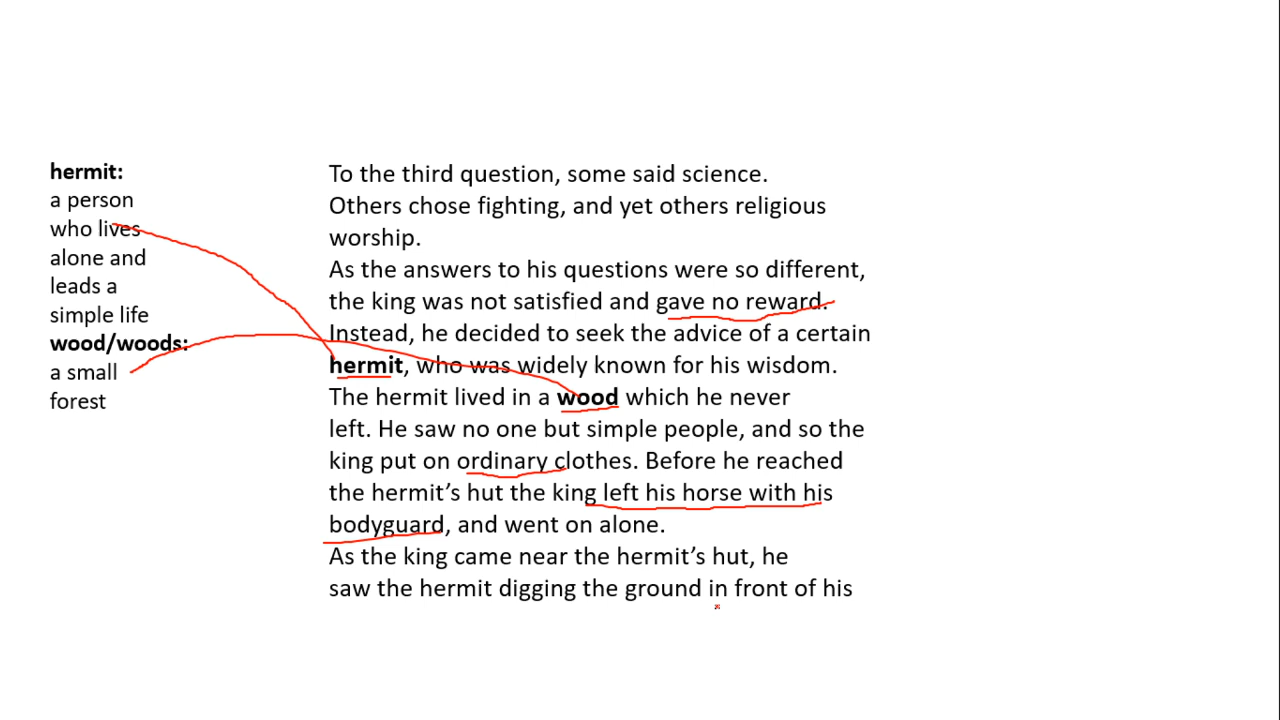 hermit:
a person
who lives
alone and
leads a
simple life
wood/woods:
a small
forest
To the third question, some said science.
Others chose fighting, and yet others religious
worship.
As the answers to his questions were so different,
the king was not satisfied and gave no reward.
Instead, he decided to seek the advice of a certain
hermit, who was widely known for his wisdom.
The hermit lived in a wood which he never
left. He saw no one but simple people, and so the
king put on ordinary clothes. Before he reached
the hermit’s hut the king left his horse with his
bodyguard, and went on alone.
As the king came near the hermit’s hut, he
saw the hermit digging the ground in front of his